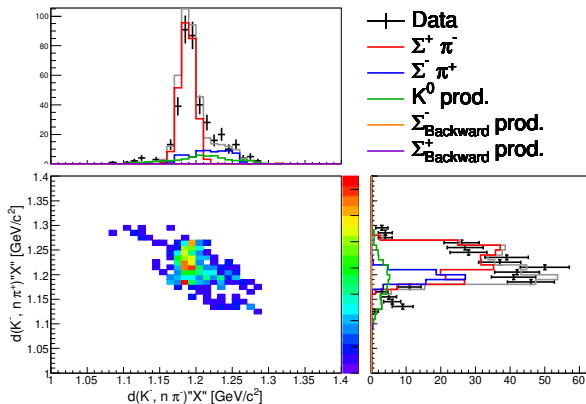 100
80
60
40
20
0
Data
Σ⁺ π⁻
Σ⁻ π⁺
K⁰ prod.
Σ⁻Backward prod.
Σ⁺Backward prod.
1.4
1.35
1.3
1.25
1.2
1.15
1.1
1.05
1
d(K⁻, n π⁺)"X" [GeV/c²]
1 1.05 1.1 1.15 1.2 1.25 1.3 1.35 1.4
d(K⁻, n π⁻)"X" [GeV/c²]
0 10 20 30 40 50 60